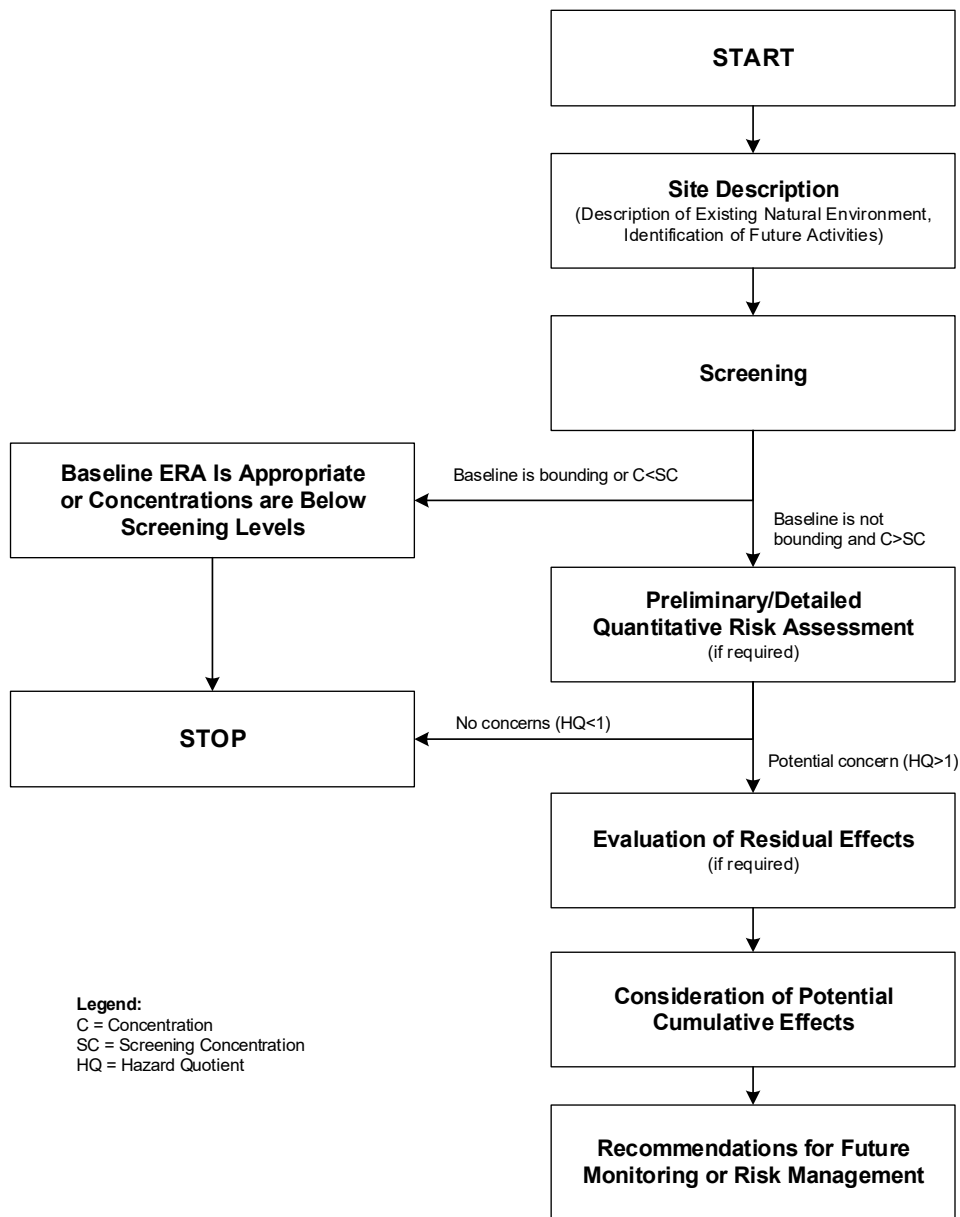 START
Site Description
(Description of Existing Natural Environment,
Identification of Future Activities)
Screening
Baseline is bounding or C<SC
Baseline ERA Is Appropriate
or Concentrations are Below
Screening Levels
Baseline is not
bounding and C>SC
Preliminary/Detailed
Quantitative Risk Assessment
(if required)
No concerns (HQ<1)
STOP
Potential concern (HQ>1)
Evaluation of Residual Effects
(if required)
Consideration of Potential
Cumulative Effects
Recommendations for Future
Monitoring or Risk Management
Legend:
C = Concentration
SC = Screening Concentration
HQ = Hazard Quotient